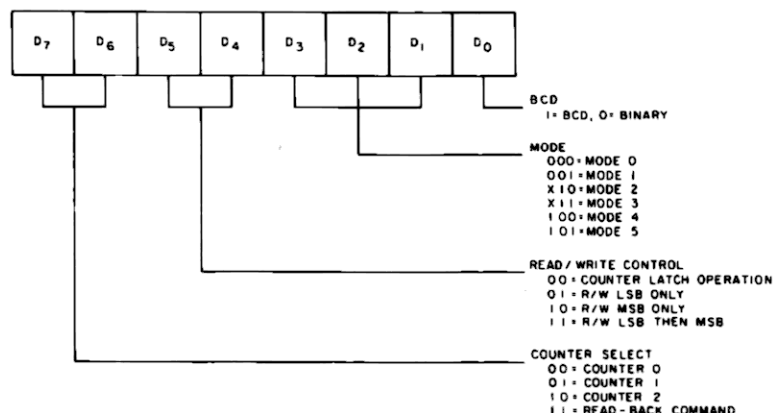 D7 D6 D5 D4 D3 D2 D1 D0
BCD
1= BCD, 0= BINARY
MODE
000=MODE 0
001=MODE 1
X10=MODE 2
X11=MODE 3
100=MODE 4
101=MODE 5
READ/WRITE CONTROL
00=COUNTER LATCH OPERATION
01=R/W LSB ONLY
10=R/W MSB ONLY
11=R/W LSB THEN MSB
COUNTER SELECT
00= COUNTER 0
01= COUNTER 1
10= COUNTER 2
11= READ-BACK COMMAND